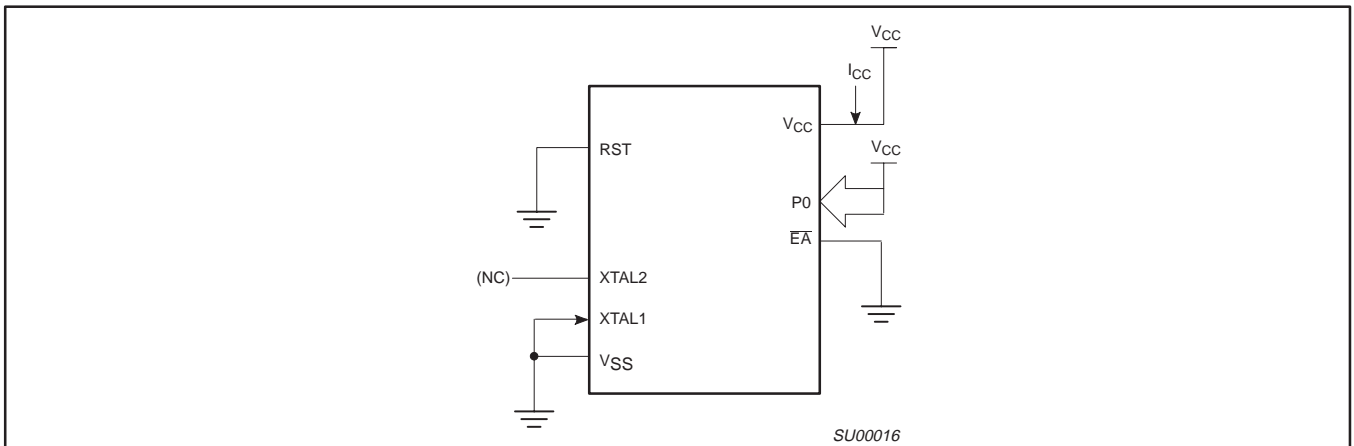 VCC
ICC
VCC
RST
VCC
P0
EA
(NC)
XTAL2
XTAL1
VSS
SU00016